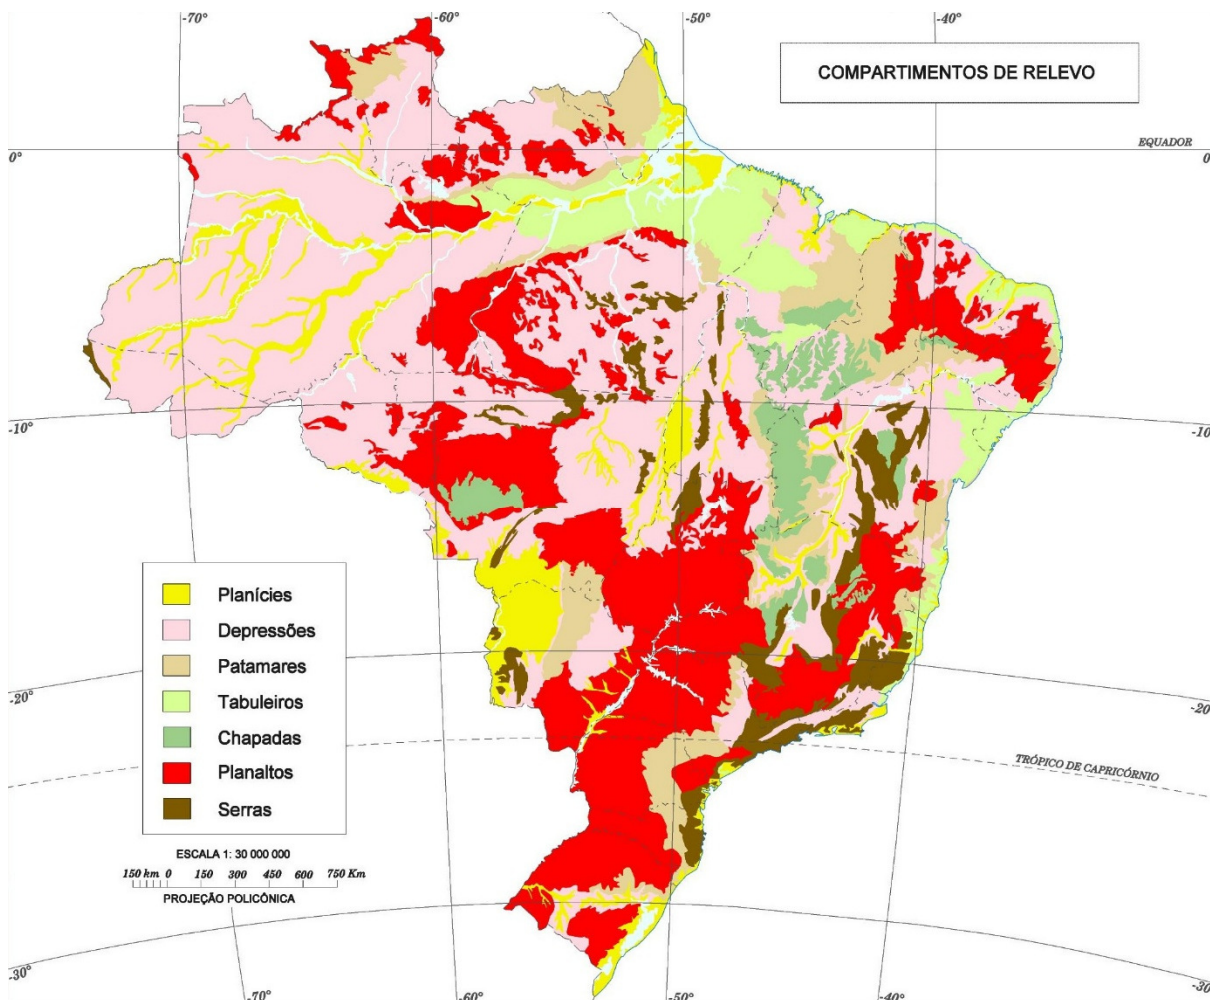 -70°
-60°
-50°
-40°
COMPARTIMENTOS DE RELEVO
EQUADOR
0°
0
-10°
-10
Planícies
Depressões
Patamares
Tabuleiros
Chapadas
Planaltos
Serras
-20°
-20
TRÓPICO DE CAPRICÓRNIO
ESCALA 1: 30 000 000
150 km 0 150 300 450 600 750 Km
PROJEÇÃO POLICÔNICA
-30°
-30
-70°
-60°
-50°
-40°